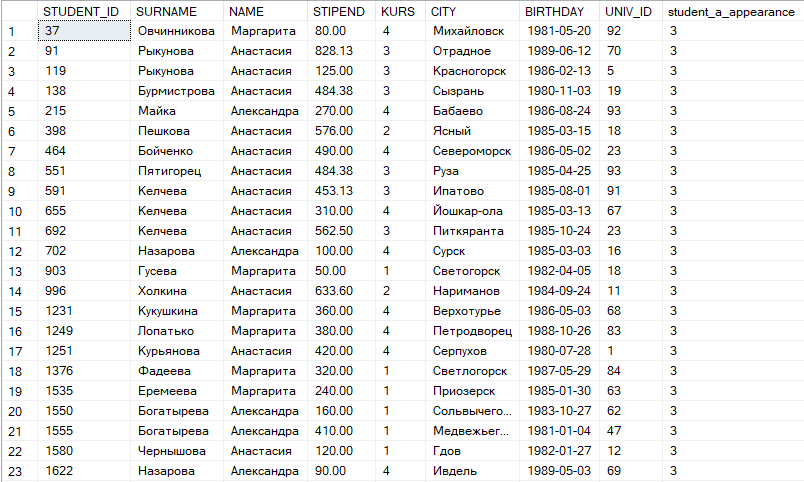 STUDENT_ID SURNAME NAME STIPEND KURS CITY BIRTHDAY UNIV_ID student_a_appearance
1 37 Овчинникова Маргарита 80.00 4 Михайловск 1981-05-20 92 3
2 91 Рыкунова Анастасия 828.13 3 Отрадное 1989-06-12 70 3
3 119 Рыкунова Анастасия 125.00 3 Красногорск 1986-02-13 5 3
4 138 Бурмистрова Анастасия 484.38 3 Сызрань 1980-11-03 19 3
5 215 Майка Александра 270.00 4 Бабаево 1986-08-24 93 3
6 398 Пешкова Анастасия 576.00 2 Ясный 1985-03-15 18 3
7 464 Бойченко Анастасия 490.00 4 Североморск 1986-05-02 23 3
8 551 Пятигорец Анастасия 484.38 3 Руза 1985-04-25 93 3
9 591 Келчева Анастасия 453.13 3 Ипатово 1985-08-01 91 3
10 655 Келчева Анастасия 310.00 4 Йошкар-ола 1985-03-13 67 3
11 692 Келчева Анастасия 562.50 3 Питкяранта 1985-10-24 23 3
12 702 Назарова Александра 100.00 4 Сурск 1985-03-03 16 3
13 903 Гусева Маргарита 50.00 1 Светогорск 1982-04-05 18 3
14 996 Холкина Анастасия 633.60 2 Нариманов 1984-09-24 11 3
15 1231 Кукушкина Маргарита 360.00 4 Верхотурье 1986-05-03 68 3
16 1249 Лопатько Маргарита 380.00 4 Петродворец 1988-10-26 83 3
17 1251 Курьянова Анастасия 420.00 4 Серпухов 1980-07-28 1 3
18 1376 Фадеева Маргарита 320.00 1 Светлогорск 1987-05-29 84 3
19 1535 Еремеева Маргарита 240.00 1 Приозерск 1985-01-30 63 3
20 1550 Богатырева Александра 160.00 1 Сольвычего... 1983-10-27 62 3
21 1555 Богатырева Александра 410.00 1 Медвежьег... 1981-01-04 47 3
22 1580 Чернышова Анастасия 120.00 1 Гдов 1982-01-27 12 3
23 1622 Назарова Александра 90.00 4 Ивдель 1989-05-03 69 3